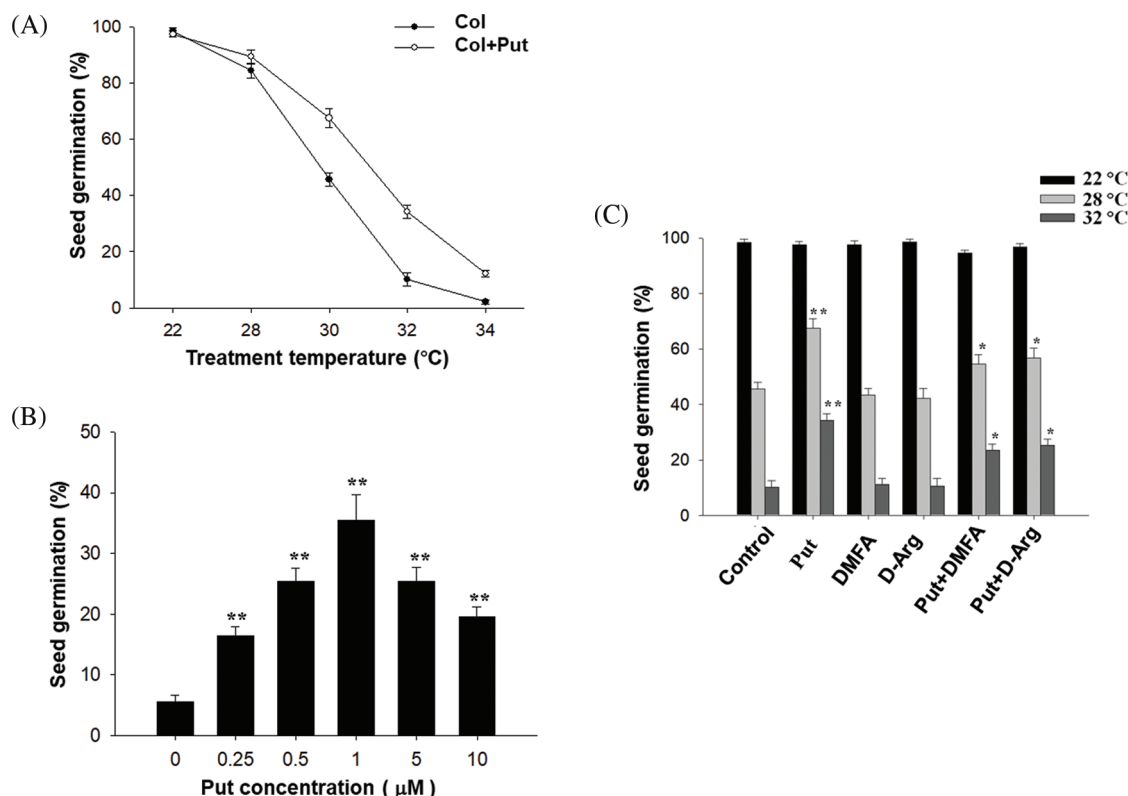 (A)
Col
Col+Put
Seed germination (%)
100
80
60
40
20
0
22 28 30 32 34
Treatment temperature (°C)
(B)
Seed germination (%)
50
40
30
20
10
0
** ** ** ** **
0 0.25 0.5 1 5 10
Put concentration ( μM)
(C)
22 °C
28 °C
32 °C
Seed germination (%)
100
80
60
40
20
0
** ** * * * *
Control Put DMFA D-Arg Put+DMFA Put+D-Arg